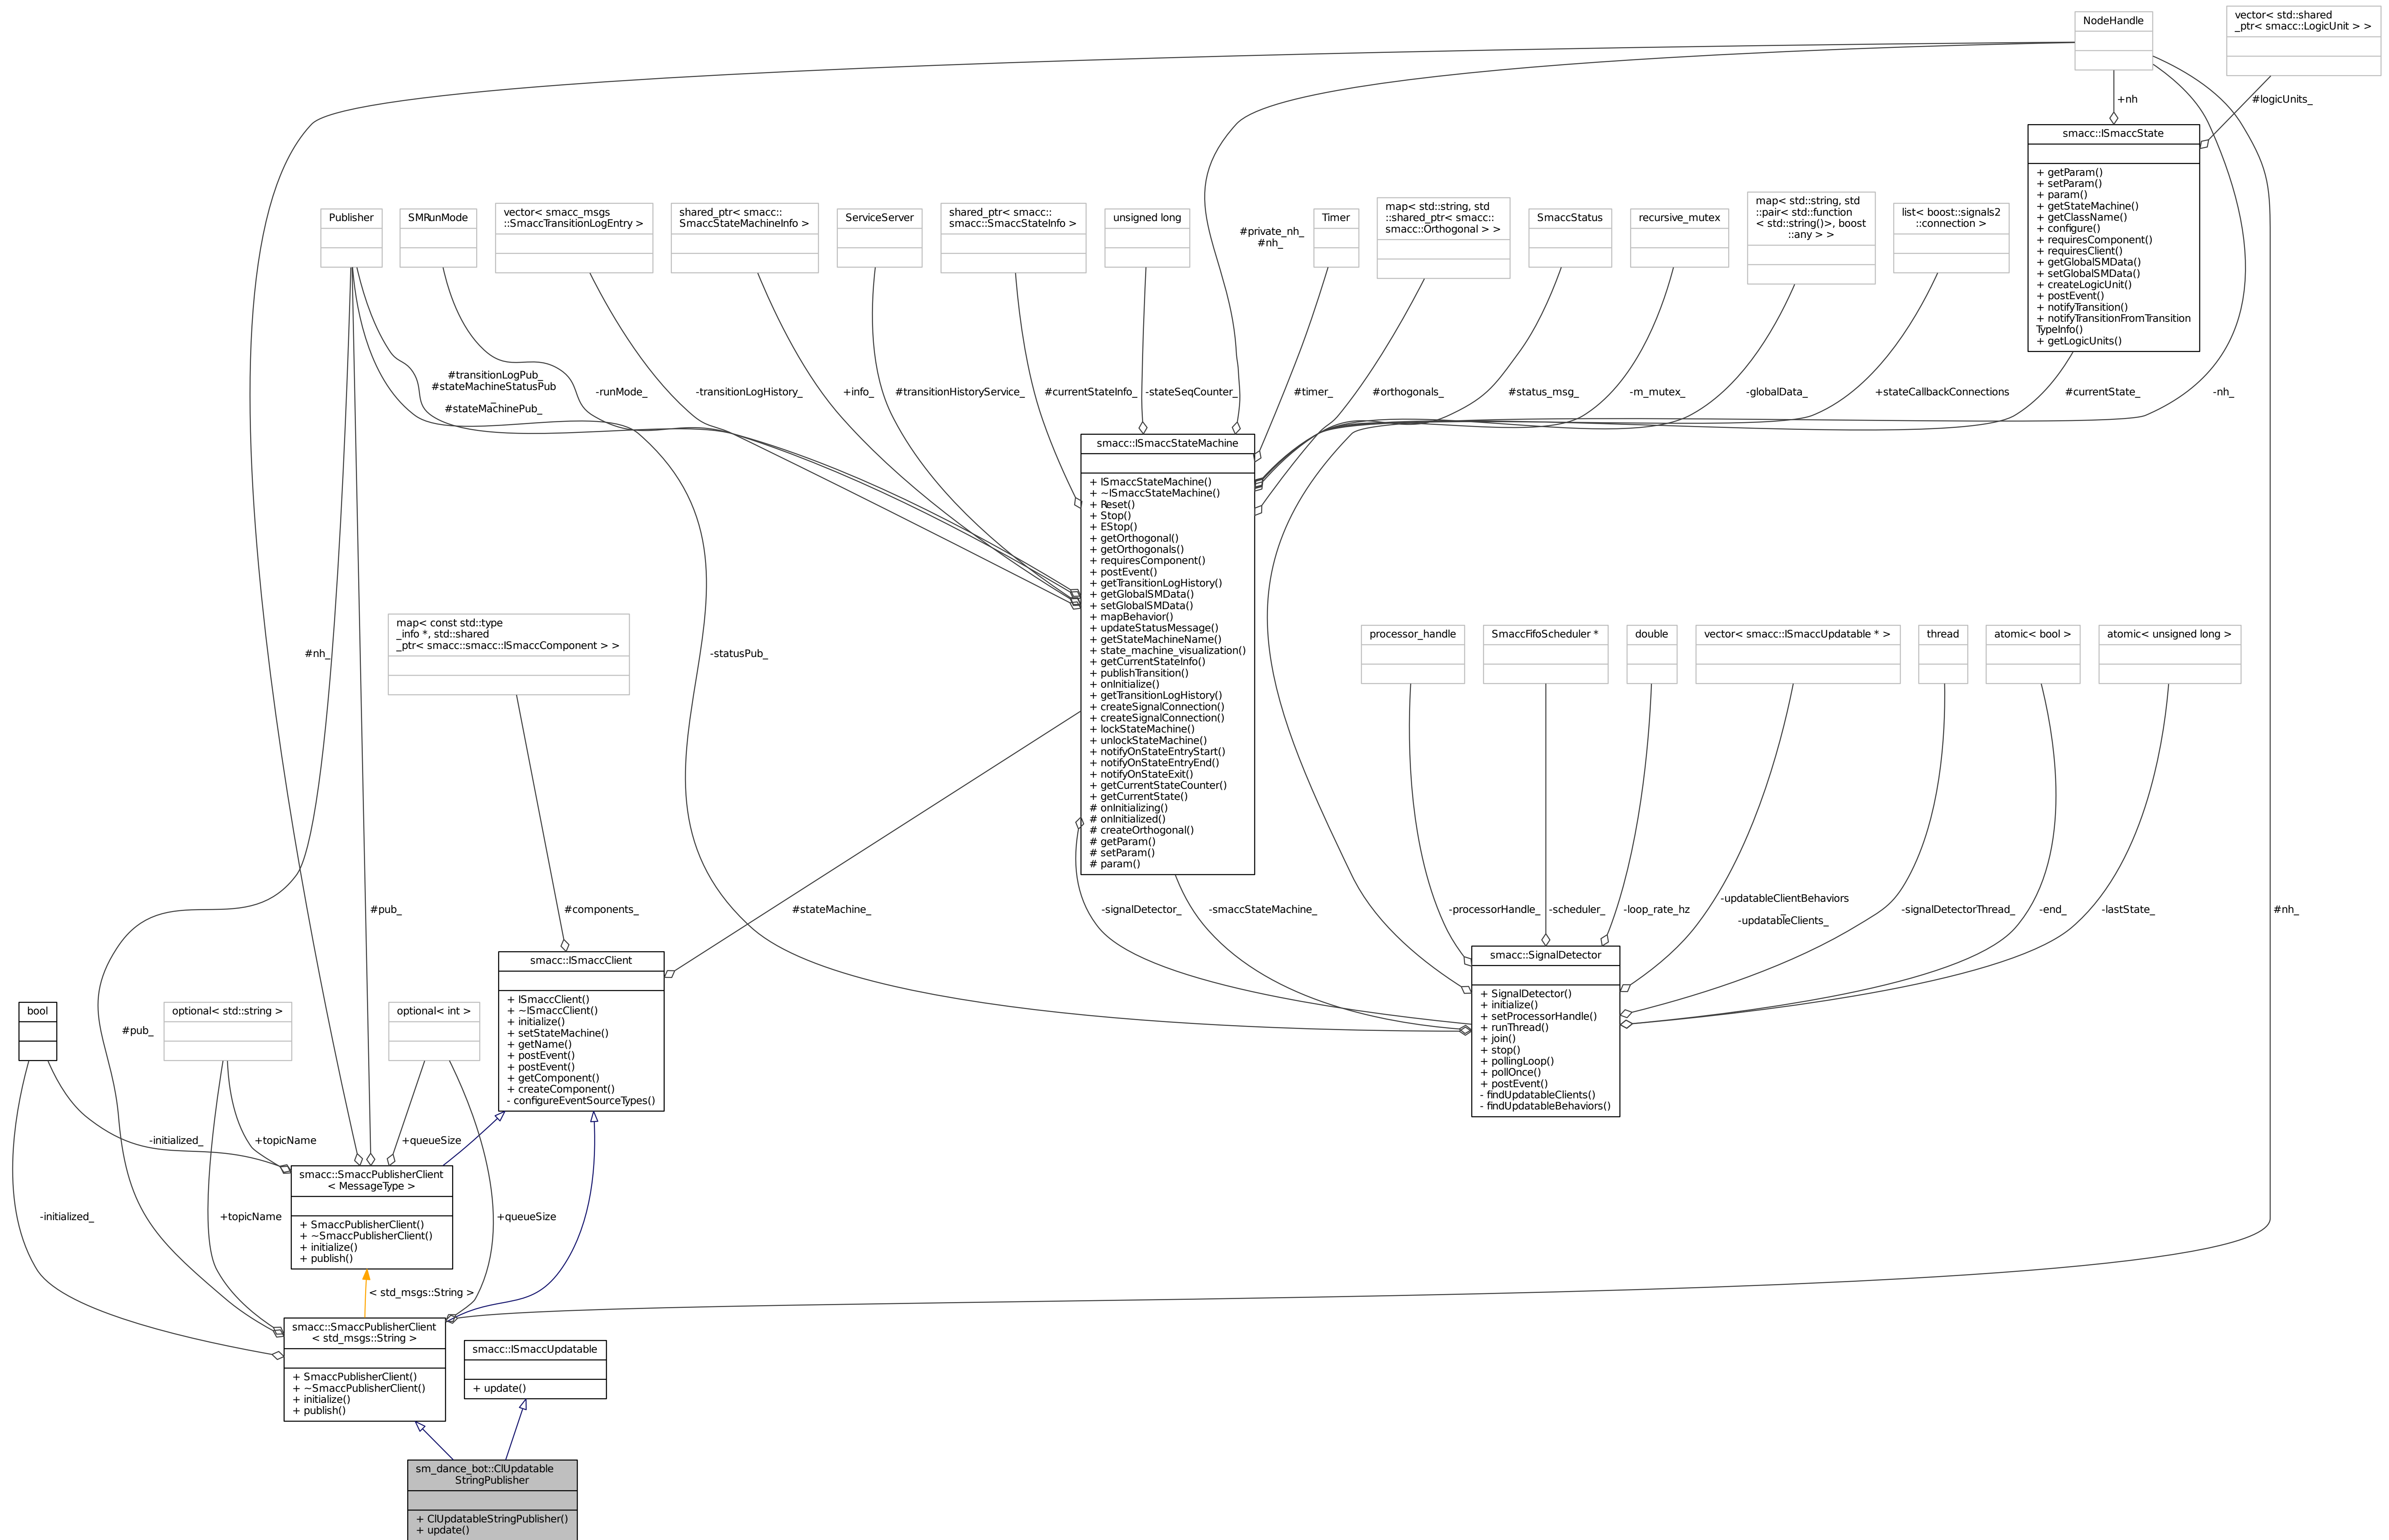 NodeHandle
vector< std::shared
_ptr< smacc::LogicUnit > >
+nh
#logicUnits_
smacc::ISmaccState
+ getParam()
+ setParam()
+ param()
+ getStateMachine()
+ getClassName()
+ configure()
+ requiresComponent()
+ requiresClient()
+ getGlobalSMData()
+ setGlobalSMData()
+ createLogicUnit()
+ postEvent()
+ notifyTransition()
+ notifyTransitionFromTransition
TypeInfo()
+ getLogicUnits()
Publisher
SMRunMode
vector< smacc_msgs
::SmaccTransitionLogEntry >
shared_ptr< smacc::
SmaccStateMachineInfo >
ServiceServer
shared_ptr< smacc::
smacc::SmaccStateInfo >
unsigned long
#private_nh_
#nh_
Timer
map< std::string, std
::shared_ptr< smacc::
smacc::Orthogonal > >
SmaccStatus
recursive_mutex
map< std::string, std
::pair< std::function
< std::string()>, boost
::any > >
list< boost::signals2
::connection >
#transitionLogPub_
#stateMachineStatusPub
_
#stateMachinePub_
-runMode_
-transitionLogHistory_
+info_
#transitionHistoryService_
#currentStateInfo_
-stateSeqCounter_
#timer_
#orthogonals_
#status_msg_
-m_mutex_
-globalData_
+stateCallbackConnections
#currentState_
-nh_
smacc::ISmaccStateMachine
+ ISmaccStateMachine()
+ ~ISmaccStateMachine()
+ Reset()
+ Stop()
+ EStop()
+ getOrthogonal()
+ getOrthogonals()
+ requiresComponent()
+ postEvent()
+ getTransitionLogHistory()
+ getGlobalSMData()
+ setGlobalSMData()
+ mapBehavior()
+ updateStatusMessage()
+ getStateMachineName()
+ state_machine_visualization()
+ getCurrentStateInfo()
+ publishTransition()
+ onInitialize()
+ getTransitionLogHistory()
+ createSignalConnection()
+ createSignalConnection()
+ lockStateMachine()
+ unlockStateMachine()
+ notifyOnStateEntryStart()
+ notifyOnStateEntryEnd()
+ notifyOnStateExit()
+ getCurrentStateCounter()
+ getCurrentState()
# onInitializing()
# onInitialized()
# createOrthogonal()
# getParam()
# setParam()
# param()
map< const std::type
_info *, std::shared
_ptr< smacc::smacc::ISmaccComponent > >
#nh_
-statusPub_
processor_handle
SmaccFifoScheduler *
double
vector< smacc::ISmaccUpdatable * >
thread
atomic< bool >
atomic< unsigned long >
#pub_
#components_
#stateMachine_
-signalDetector_
-smaccStateMachine_
-processorHandle_
-scheduler_
-loop_rate_hz
-updatableClientBehaviors
_
-updatableClients_
-signalDetectorThread_
-end_
-lastState_
#nh_
smacc::ISmaccClient
+ ISmaccClient()
+ ~ISmaccClient()
+ initialize()
+ setStateMachine()
+ getName()
+ postEvent()
+ postEvent()
+ getComponent()
+ createComponent()
- configureEventSourceTypes()
smacc::SignalDetector
+ SignalDetector()
+ initialize()
+ setProcessorHandle()
+ runThread()
+ join()
+ stop()
+ pollingLoop()
+ pollOnce()
+ postEvent()
- findUpdatableClients()
- findUpdatableBehaviors()
bool
#pub_
optional< std::string >
optional< int >
-initialized_
+topicName
+queueSize
smacc::SmaccPublisherClient
< MessageType >
+ SmaccPublisherClient()
+ ~SmaccPublisherClient()
+ initialize()
+ publish()
-initialized_
+topicName
+queueSize
< std_msgs::String >
smacc::SmaccPublisherClient
< std_msgs::String >
+ SmaccPublisherClient()
+ ~SmaccPublisherClient()
+ initialize()
+ publish()
smacc::ISmaccUpdatable
+ update()
sm_dance_bot::ClUpdatable
StringPublisher
+ ClUpdatableStringPublisher()
+ update()